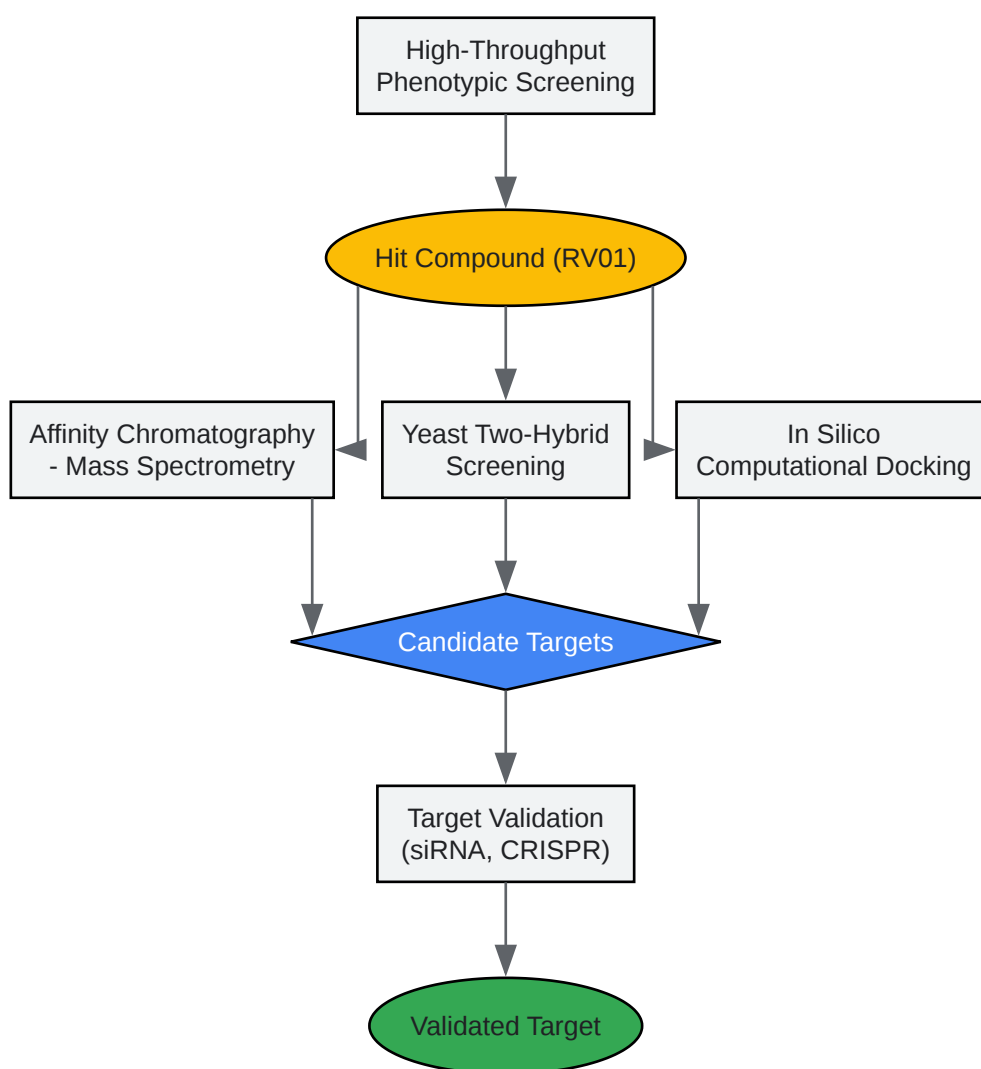 High-Throughput
Phenotypic Screening
Hit Compound (RV01)
Affinity Chromatography
- Mass Spectrometry
Yeast Two-Hybrid
Screening
In Silico
Computational Docking
Candidate Targets
Target Validation
(siRNA, CRISPR)
Validated Target